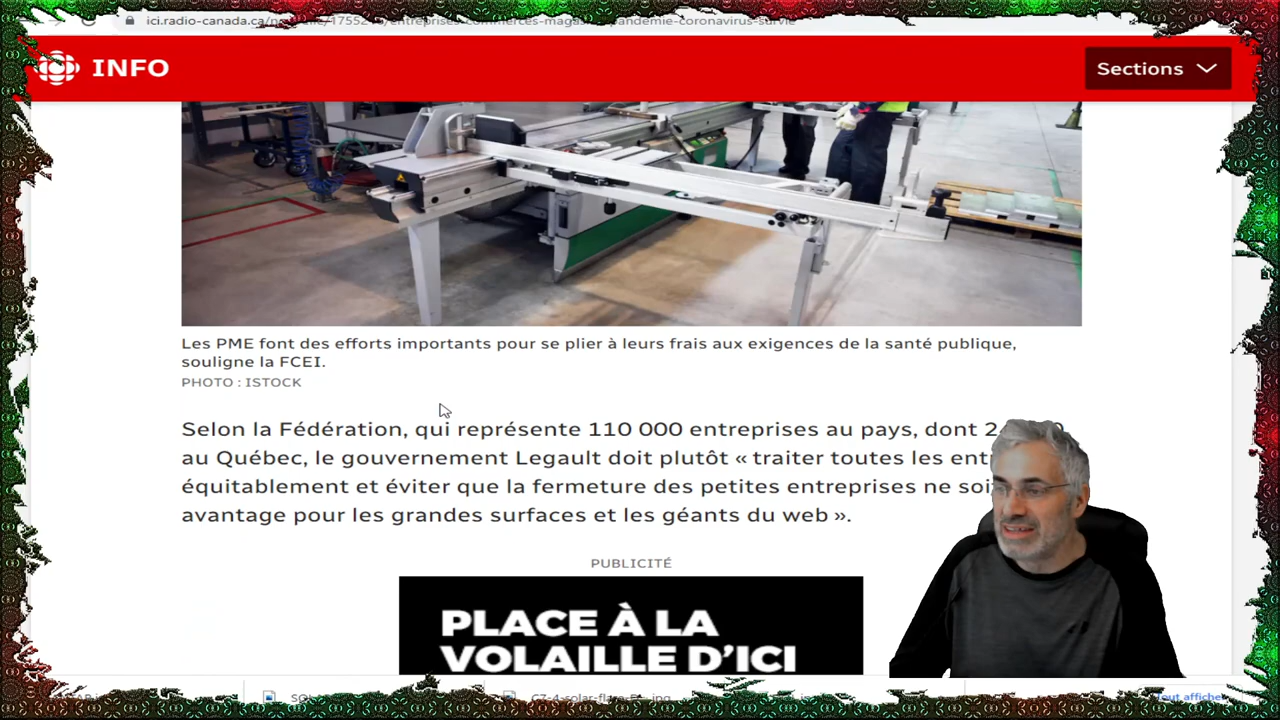 ici.radio-canada.ca/
entreprises-commerces-magas
pandemie-coronavirus-survie
INFO
Sections
Les PME font des efforts importants pour se plier à leurs frais aux exigences de la santé publique,
souligne la FCEI.
PHOTO : ISTOCK
Selon la Fédération, qui représente 110 000 entreprises au pays, dont 2
au Québec, le gouvernement Legault doit plutôt « traiter toutes les ent
équitablement et éviter que la fermeture des petites entreprises ne soi
avantage pour les grandes surfaces et les géants du web ».
PUBLICITÉ
PLACE À LA
VOLAILLE D'ICI